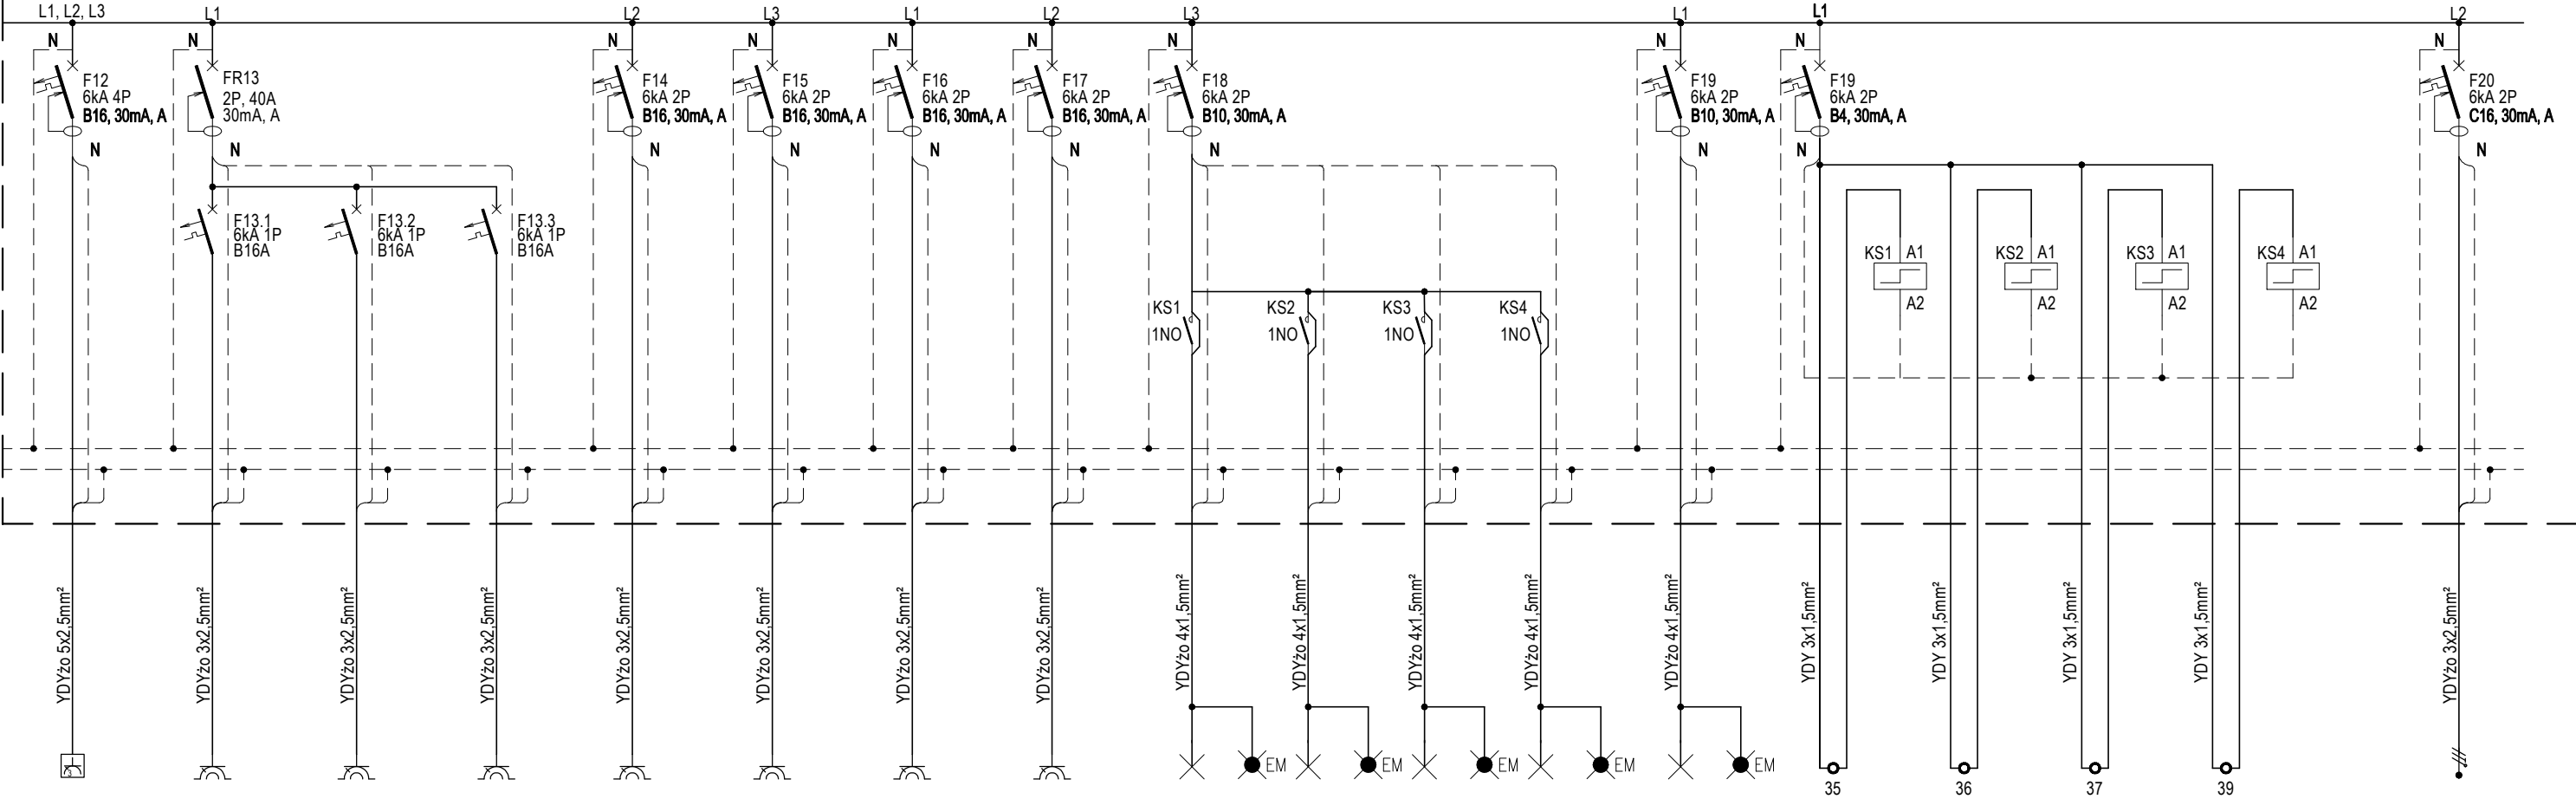 L1, L2, L3
L1
L2
L3
L1
L2
L3
L1
L1
L2
N
N
N
N
N
N
N
N
N
N
F12
6kA 4P
B16, 30mA, A
FR13
2P, 40A
30mA, A
F14
6kA 2P
B16, 30mA, A
F15
6kA 2P
B16, 30mA, A
F16
6kA 2P
B16, 30mA, A
F17
6kA 2P
B16, 30mA, A
F18
6kA 2P
B10, 30mA, A
F19
6kA 2P
B10, 30mA, A
F19
6kA 2P
B4, 30mA, A
F20
6kA 2P
C16, 30mA, A
N
N
N
N
N
N
N
N
N
N
F13.1
6kA 1P
B16A
F13.2
6kA 1P
B16A
F13.3
6kA 1P
B16A
KS1
A1
A2
KS2
A1
A2
KS3
A1
A2
KS4
A1
A2
KS1
1NO
KS2
1NO
KS3
1NO
KS4
1NO
YDYżo 5x2,5mm²
YDYżo 3x2,5mm²
YDYżo 3x2,5mm²
YDYżo 3x2,5mm²
YDYżo 3x2,5mm²
YDYżo 3x2,5mm²
YDYżo 3x2,5mm²
YDYżo 3x2,5mm²
YDYżo 4x1,5mm²
YDYżo 4x1,5mm²
YDYżo 4x1,5mm²
YDYżo 4x1,5mm²
YDYżo 4x1,5mm²
YDY 3x1,5mm²
YDY 3x1,5mm²
YDY 3x1,5mm²
YDY 3x1,5mm²
YDYżo 3x2,5mm²
3
EM
EM
EM
EM
EM
35
36
37
39